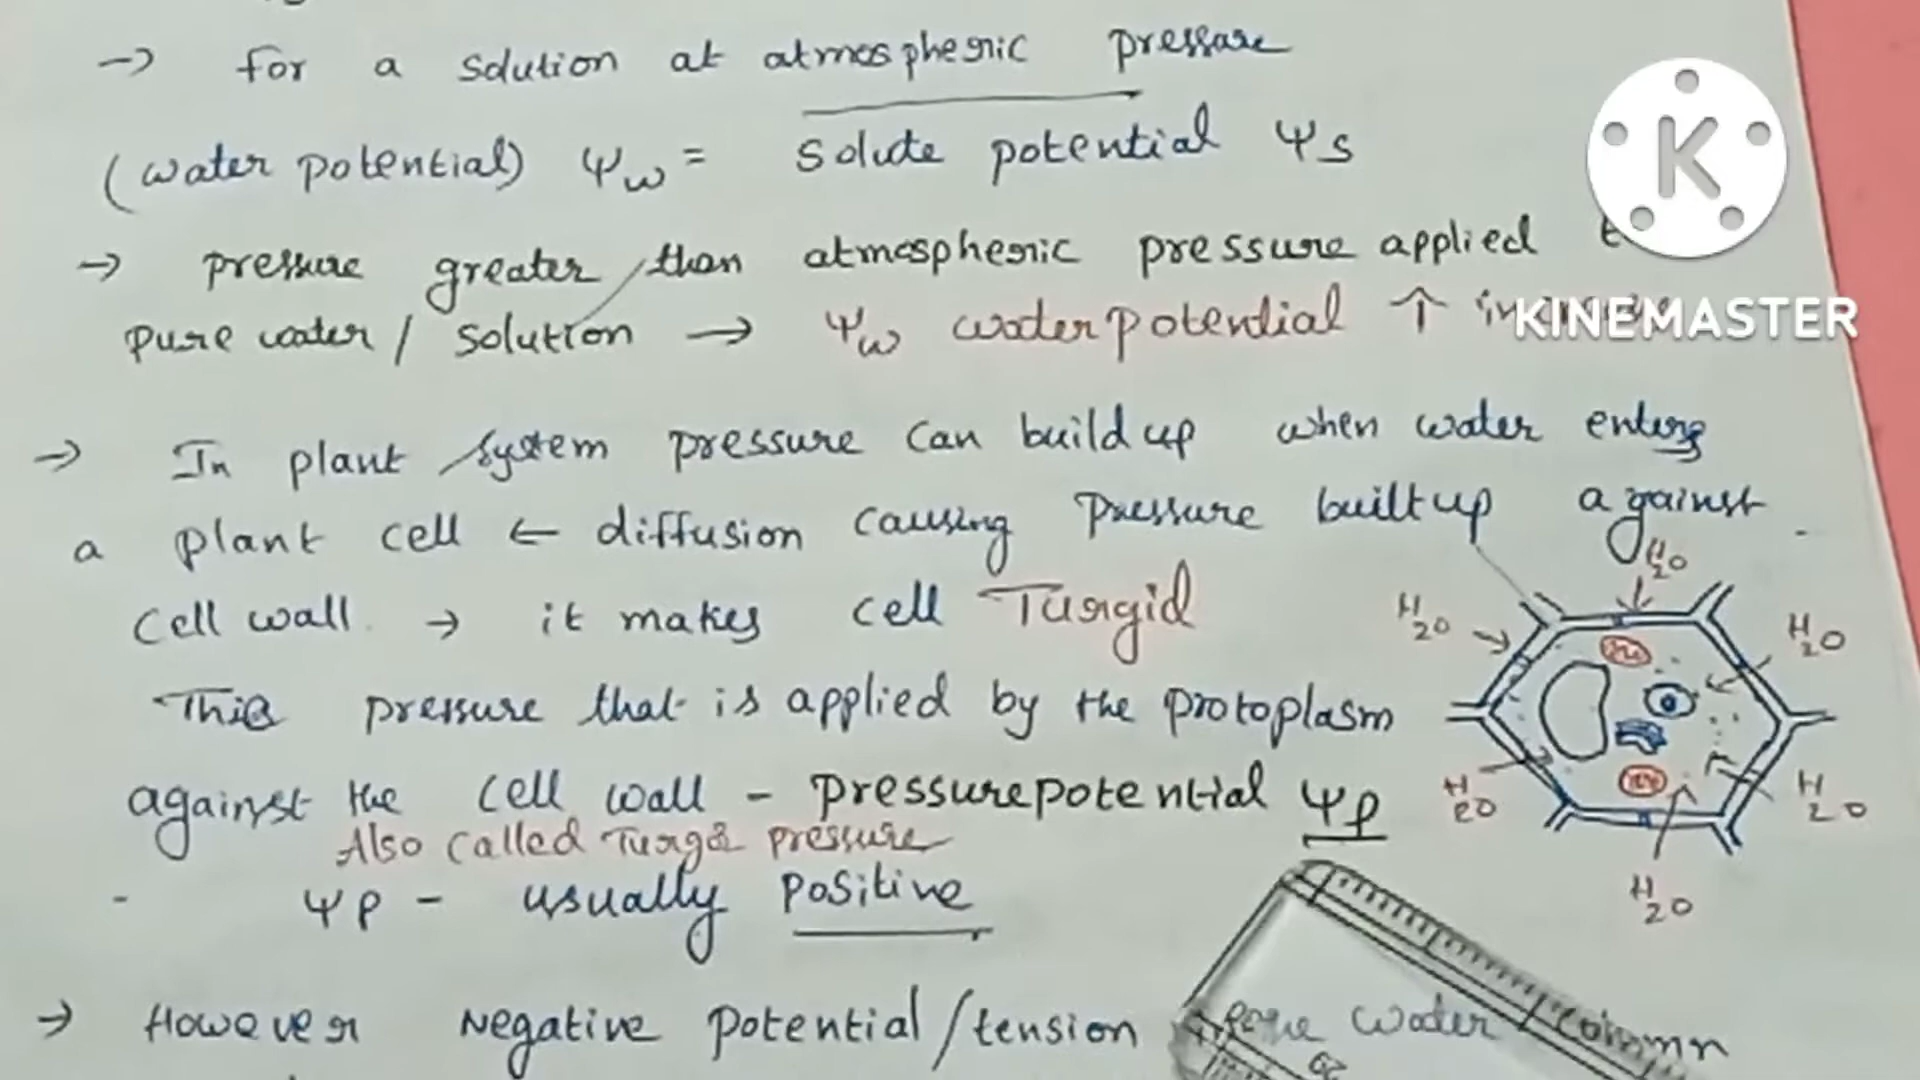 → for a solution at atmospheric pressure
(water potential) Ψw = solute potential Ψs
→ pressure greater than atmospheric pressure applied
pure water / solution → Ψw water potential ↑
KINEMASTER
→ In plant system pressure can build up when water enters
a plant cell ← diffusion causing pressure built up against
cell wall → it makes cell Turgid
This pressure that is applied by the protoplasm
against the cell wall - pressure potential Ψp
Also called Turgor pressure
- Ψp - usually positive
→ However Negative potential / tension water column
H2O
H2O
H2O
H2O
H2O
H2O
K